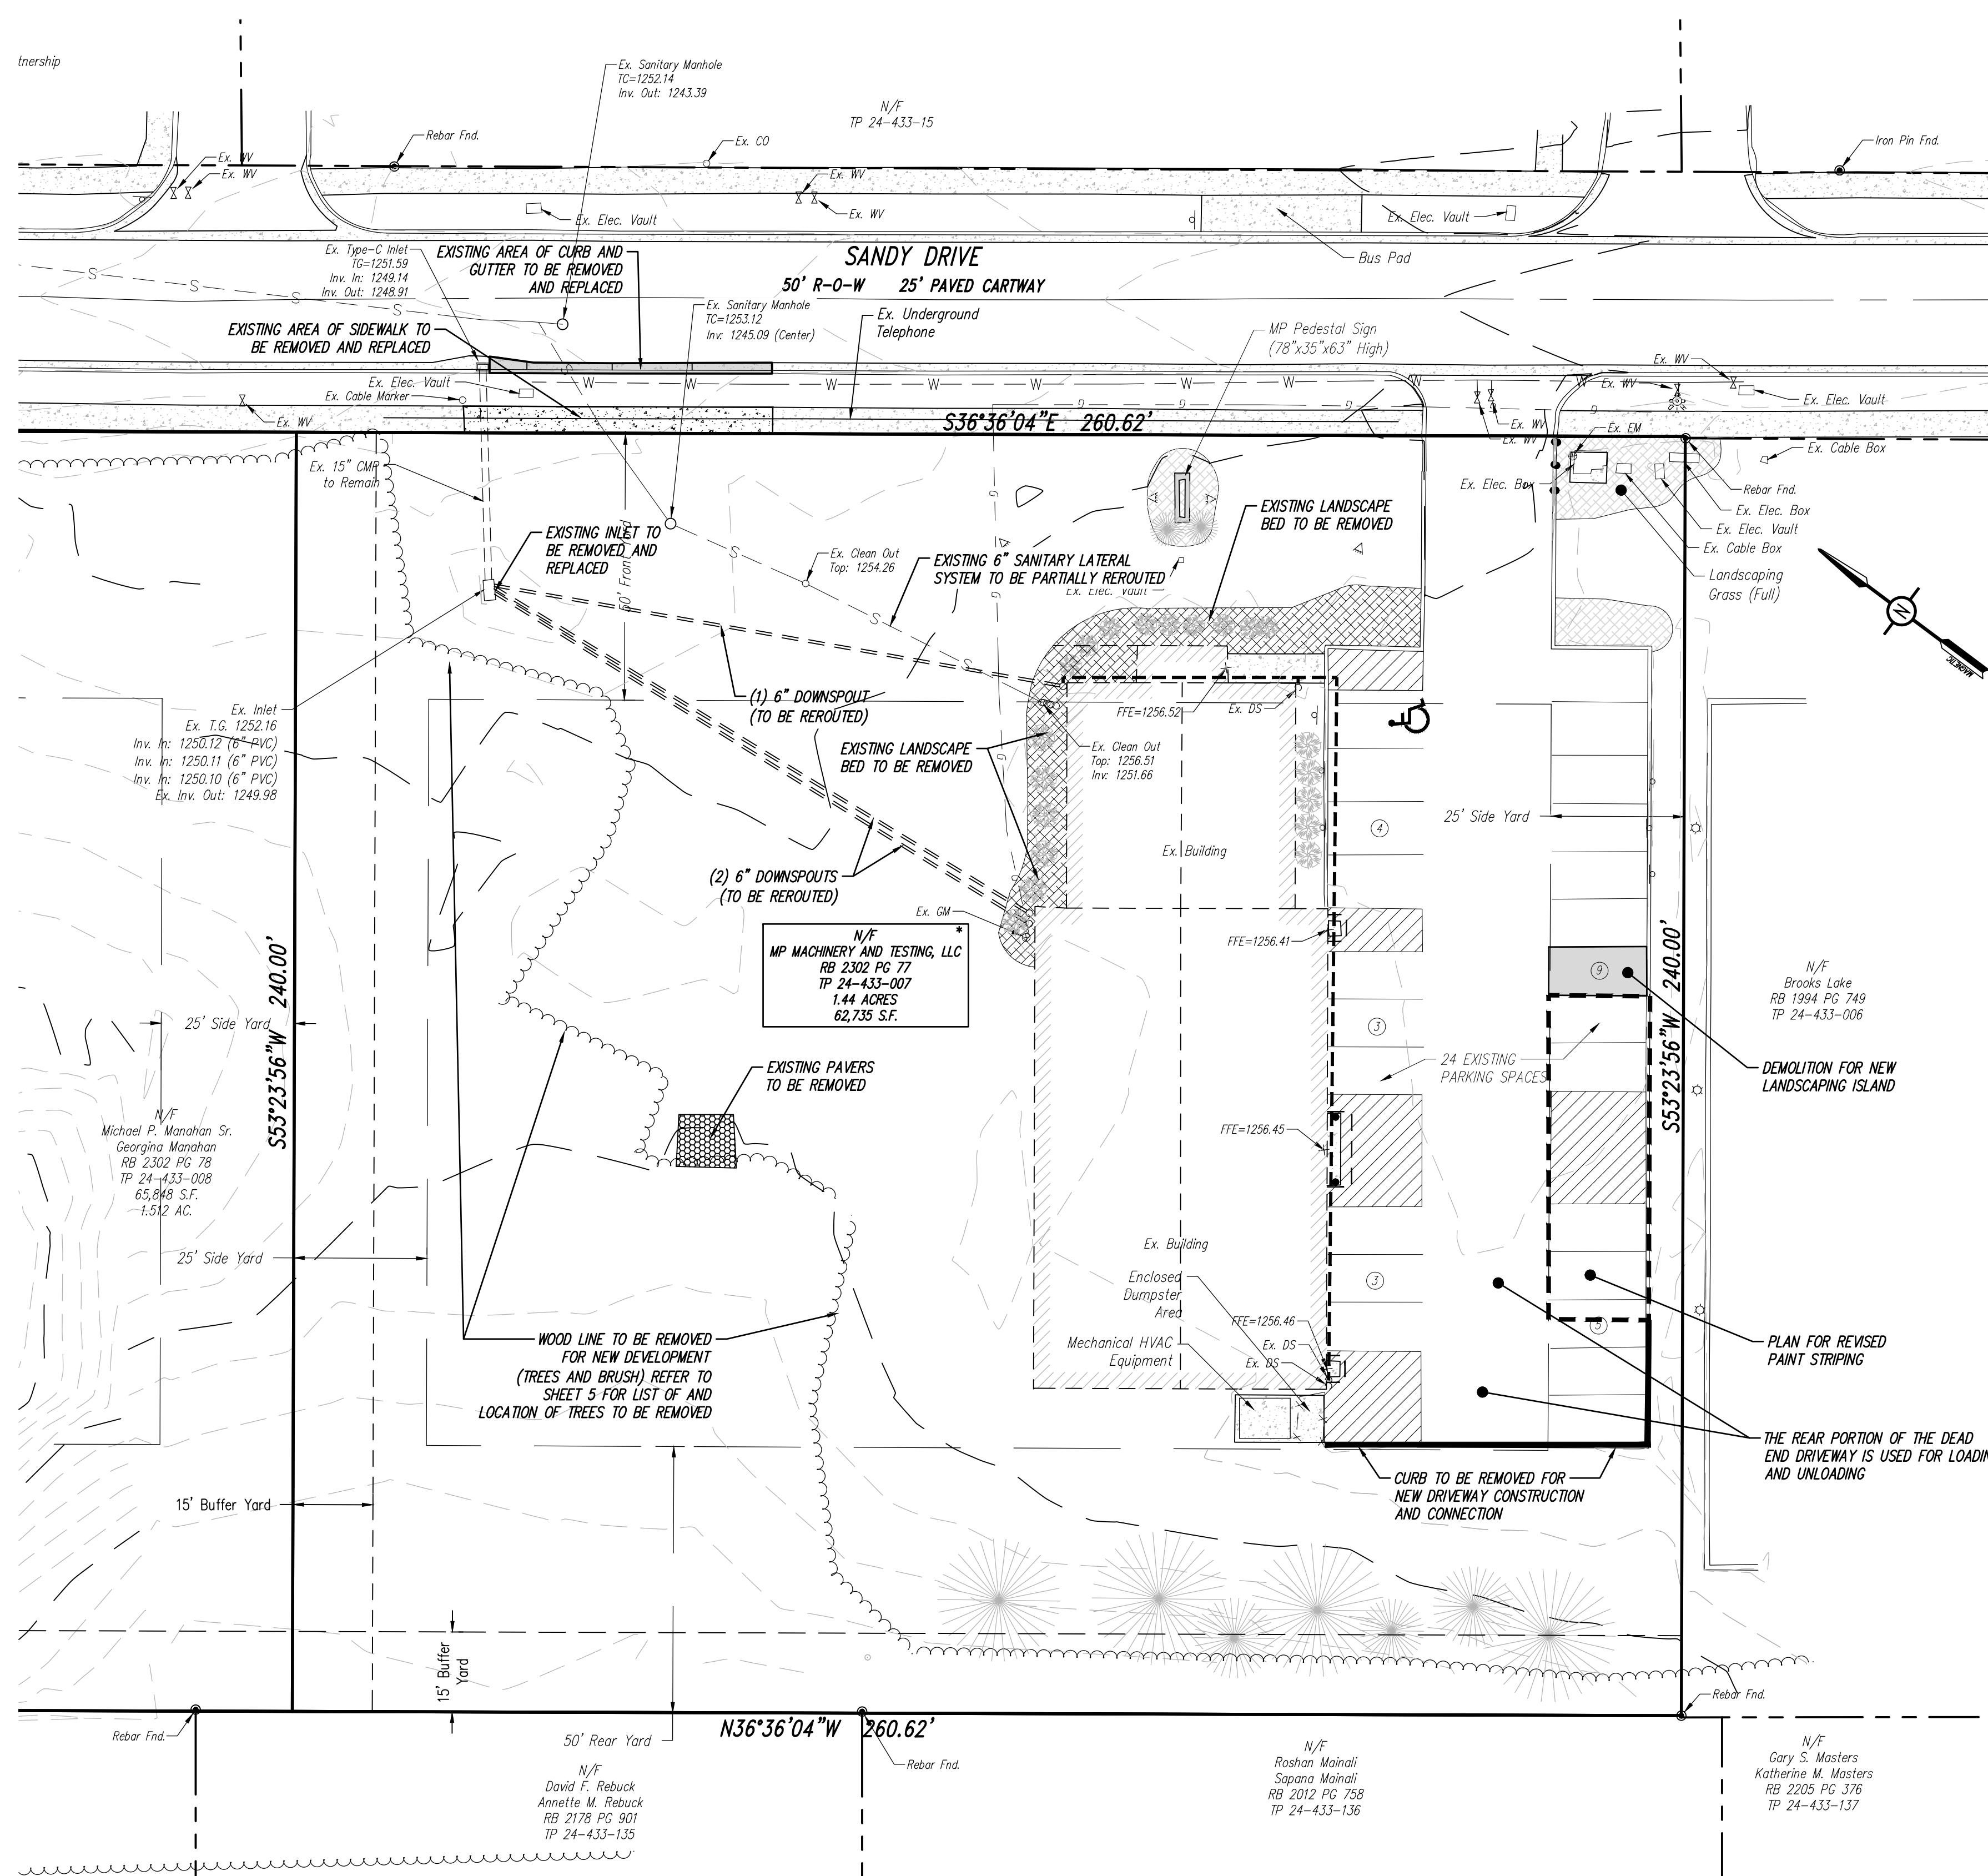 tnership
Ex. Sanitary Manhole
TC=1252.14
Inv. Out: 1243.39
N/F
TP 24-433-15
Rebar Fnd.
Ex. CO
Iron Pin Fnd.
Ex. WV
Ex. WV
Ex. WV
Ex. WV
Ex. Elec. Vault
Ex. Elec. Vault
Bus Pad
Ex. Type-C Inlet
TG=1251.59
Inv. In: 1249.14
Inv. Out: 1248.91
EXISTING AREA OF CURB AND
GUTTER TO BE REMOVED
AND REPLACED
SANDY DRIVE
50' R-O-W 25' PAVED CARTWAY
S S S S S
Ex. Sanitary Manhole
TC=1253.12
Inv: 1245.09 (Center)
Ex. Underground
Telephone
MP Pedestal Sign
(78"x35"x63" High)
EXISTING AREA OF SIDEWALK TO
BE REMOVED AND REPLACED
Ex. Elec. Vault
Ex. Cable Marker
Ex. WV
W W W W W W W W W
Ex. WV
Ex. WV
Ex. Elec. Vault
Ex. WV
Ex. WV
Ex. EM
Ex. Cable Box
S36°36'04"E 260.62'
Ex. 15" CMP
to Remain
Ex. Elec. Box
Rebar Fnd.
Ex. Elec. Box
Ex. Elec. Vault
Ex. Cable Box
Landscaping
Grass (Full)
EXISTING INLET TO
BE REMOVED AND
REPLACED
50' Front Yard
Ex. Clean Out
Top: 1254.26
EXISTING LANDSCAPE
BED TO BE REMOVED
EXISTING 6" SANITARY LATERAL
SYSTEM TO BE PARTIALLY REROUTED
Ex. Elec. Vault
S S S
G G G G G
N
MAGNETIC
(1) 6" DOWNSPOUT
(TO BE REROUTED)
FFE=1256.52
Ex. DS
Ex. Inlet
Ex. T.G. 1252.16
Inv. In: 1250.12 (6" PVC)
Inv. In: 1250.11 (6" PVC)
Inv. In: 1250.10 (6" PVC)
Ex. Inv. Out: 1249.98
EXISTING LANDSCAPE
BED TO BE REMOVED
Ex. Clean Out
Top: 1256.51
Inv: 1251.66
25' Side Yard
4
Ex. Building
(2) 6" DOWNSPOUTS
(TO BE REROUTED)
Ex. GM
*
N/F
MP MACHINERY AND TESTING, LLC
RB 2302 PG 77
TP 24-433-007
1.44 ACRES
62,735 S.F.
FFE=1256.41
S53°23'56"W 240.00'
S53°23'56"W 240.00'
9
N/F
Brooks Lake
RB 1994 PG 749
TP 24-433-006
25' Side Yard
3
24 EXISTING
PARKING SPACES
EXISTING PAVERS
TO BE REMOVED
DEMOLITION FOR NEW
LANDSCAPING ISLAND
N/F
Michael P. Manahan Sr.
Georgina Manahan
RB 2302 PG 78
TP 24-433-008
65,848 S.F.
1.512 AC.
FFE=1256.45
25' Side Yard
Ex. Building
Enclosed
Dumpster
Area
3
FFE=1256.46
5
Mechanical HVAC
Equipment
Ex. DS
Ex. DS
WOOD LINE TO BE REMOVED
FOR NEW DEVELOPMENT
(TREES AND BRUSH) REFER TO
SHEET 5 FOR LIST OF AND
LOCATION OF TREES TO BE REMOVED
PLAN FOR REVISED
PAINT STRIPING
THE REAR PORTION OF THE DEAD
END DRIVEWAY IS USED FOR LOADIN
AND UNLOADING
CURB TO BE REMOVED FOR
NEW DRIVEWAY CONSTRUCTION
AND CONNECTION
15' Buffer Yard
15' Buffer
Yard
Rebar Fnd.
Rebar Fnd.
50' Rear Yard
N36°36'04"W 260.62'
Rebar Fnd.
N/F
David F. Rebuck
Annette M. Rebuck
RB 2178 PG 901
TP 24-433-135
N/F
Roshan Mainali
Sapana Mainali
RB 2012 PG 758
TP 24-433-136
N/F
Gary S. Masters
Katherine M. Masters
RB 2205 PG 376
TP 24-433-137